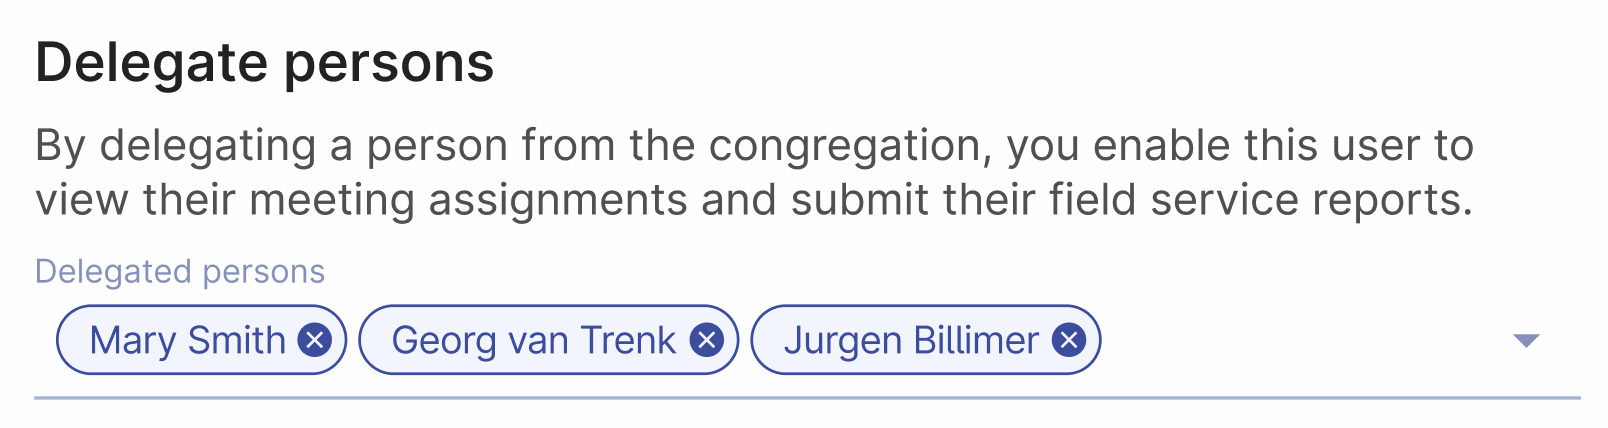 Delegate persons
By delegating a person from the congregation, you enable this user to
view their meeting assignments and submit their field service reports.
Delegated persons
Mary Smith Georg van Trenk Jurgen Billimer